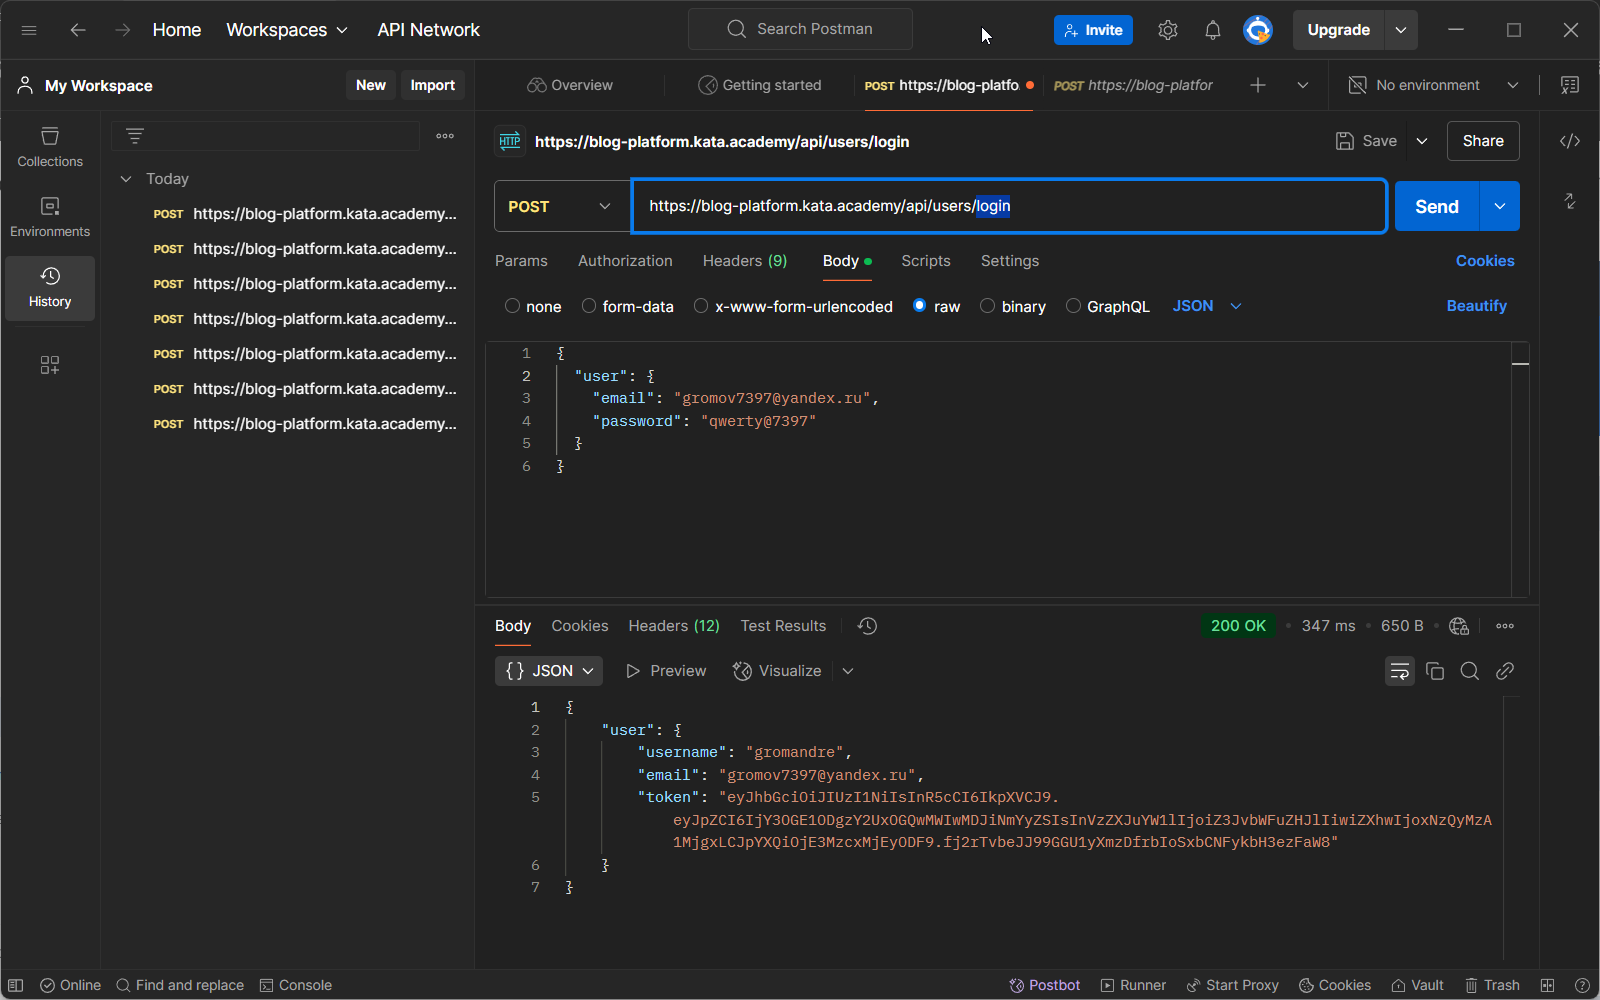 Home Workspaces API Network Search Postman Invite Upgrade
My Workspace New Import Overview Getting started POST https://blog-platfo. POST https://blog-platfor No environment
Collections
Environments
History
Today
POST https://blog-platform.kata.academy...
POST https://blog-platform.kata.academy...
POST https://blog-platform.kata.academy...
POST https://blog-platform.kata.academy...
POST https://blog-platform.kata.academy...
POST https://blog-platform.kata.academy...
POST https://blog-platform.kata.academy...
HTTP https://blog-platform.kata.academy/api/users/login Save Share
POST https://blog-platform.kata.academy/api/users/login Send
Params Authorization Headers (9) Body Scripts Settings Cookies
none form-data x-www-form-urlencoded raw binary GraphQL JSON Beautify
1 {
2 "user": {
3 "email": "gromov7397@yandex.ru",
4 "password": "qwerty@7397"
5 }
6 }
Body Cookies Headers (12) Test Results 200 OK • 347 ms • 650 B •
{} JSON Preview Visualize
1 {
2 "user": {
3 "username": "gromandre",
4 "email": "gromov7397@yandex.ru",
5 "token": "eyJhbGciOiJIUzI1NiIsInR5cCI6IkpXVCJ9.
eyJpZCI6IjY3OGE1ODgzY2UxOGQwMWIwMDJiNmYyZSIsInVzZXJuYW1lIjoiZ3JvbWFuZHJlIiwiZXhwIjoxNzQyMzA
1MjgxLCJpYXQiOjE3MzcxMjEyODF9.fj2rTvbeJJ99GGU1yXmzDfrbIoSxbCNFykbH3ezFaW8"
6 }
7 }
Online Find and replace Console Postbot Runner Start Proxy Cookies Vault Trash